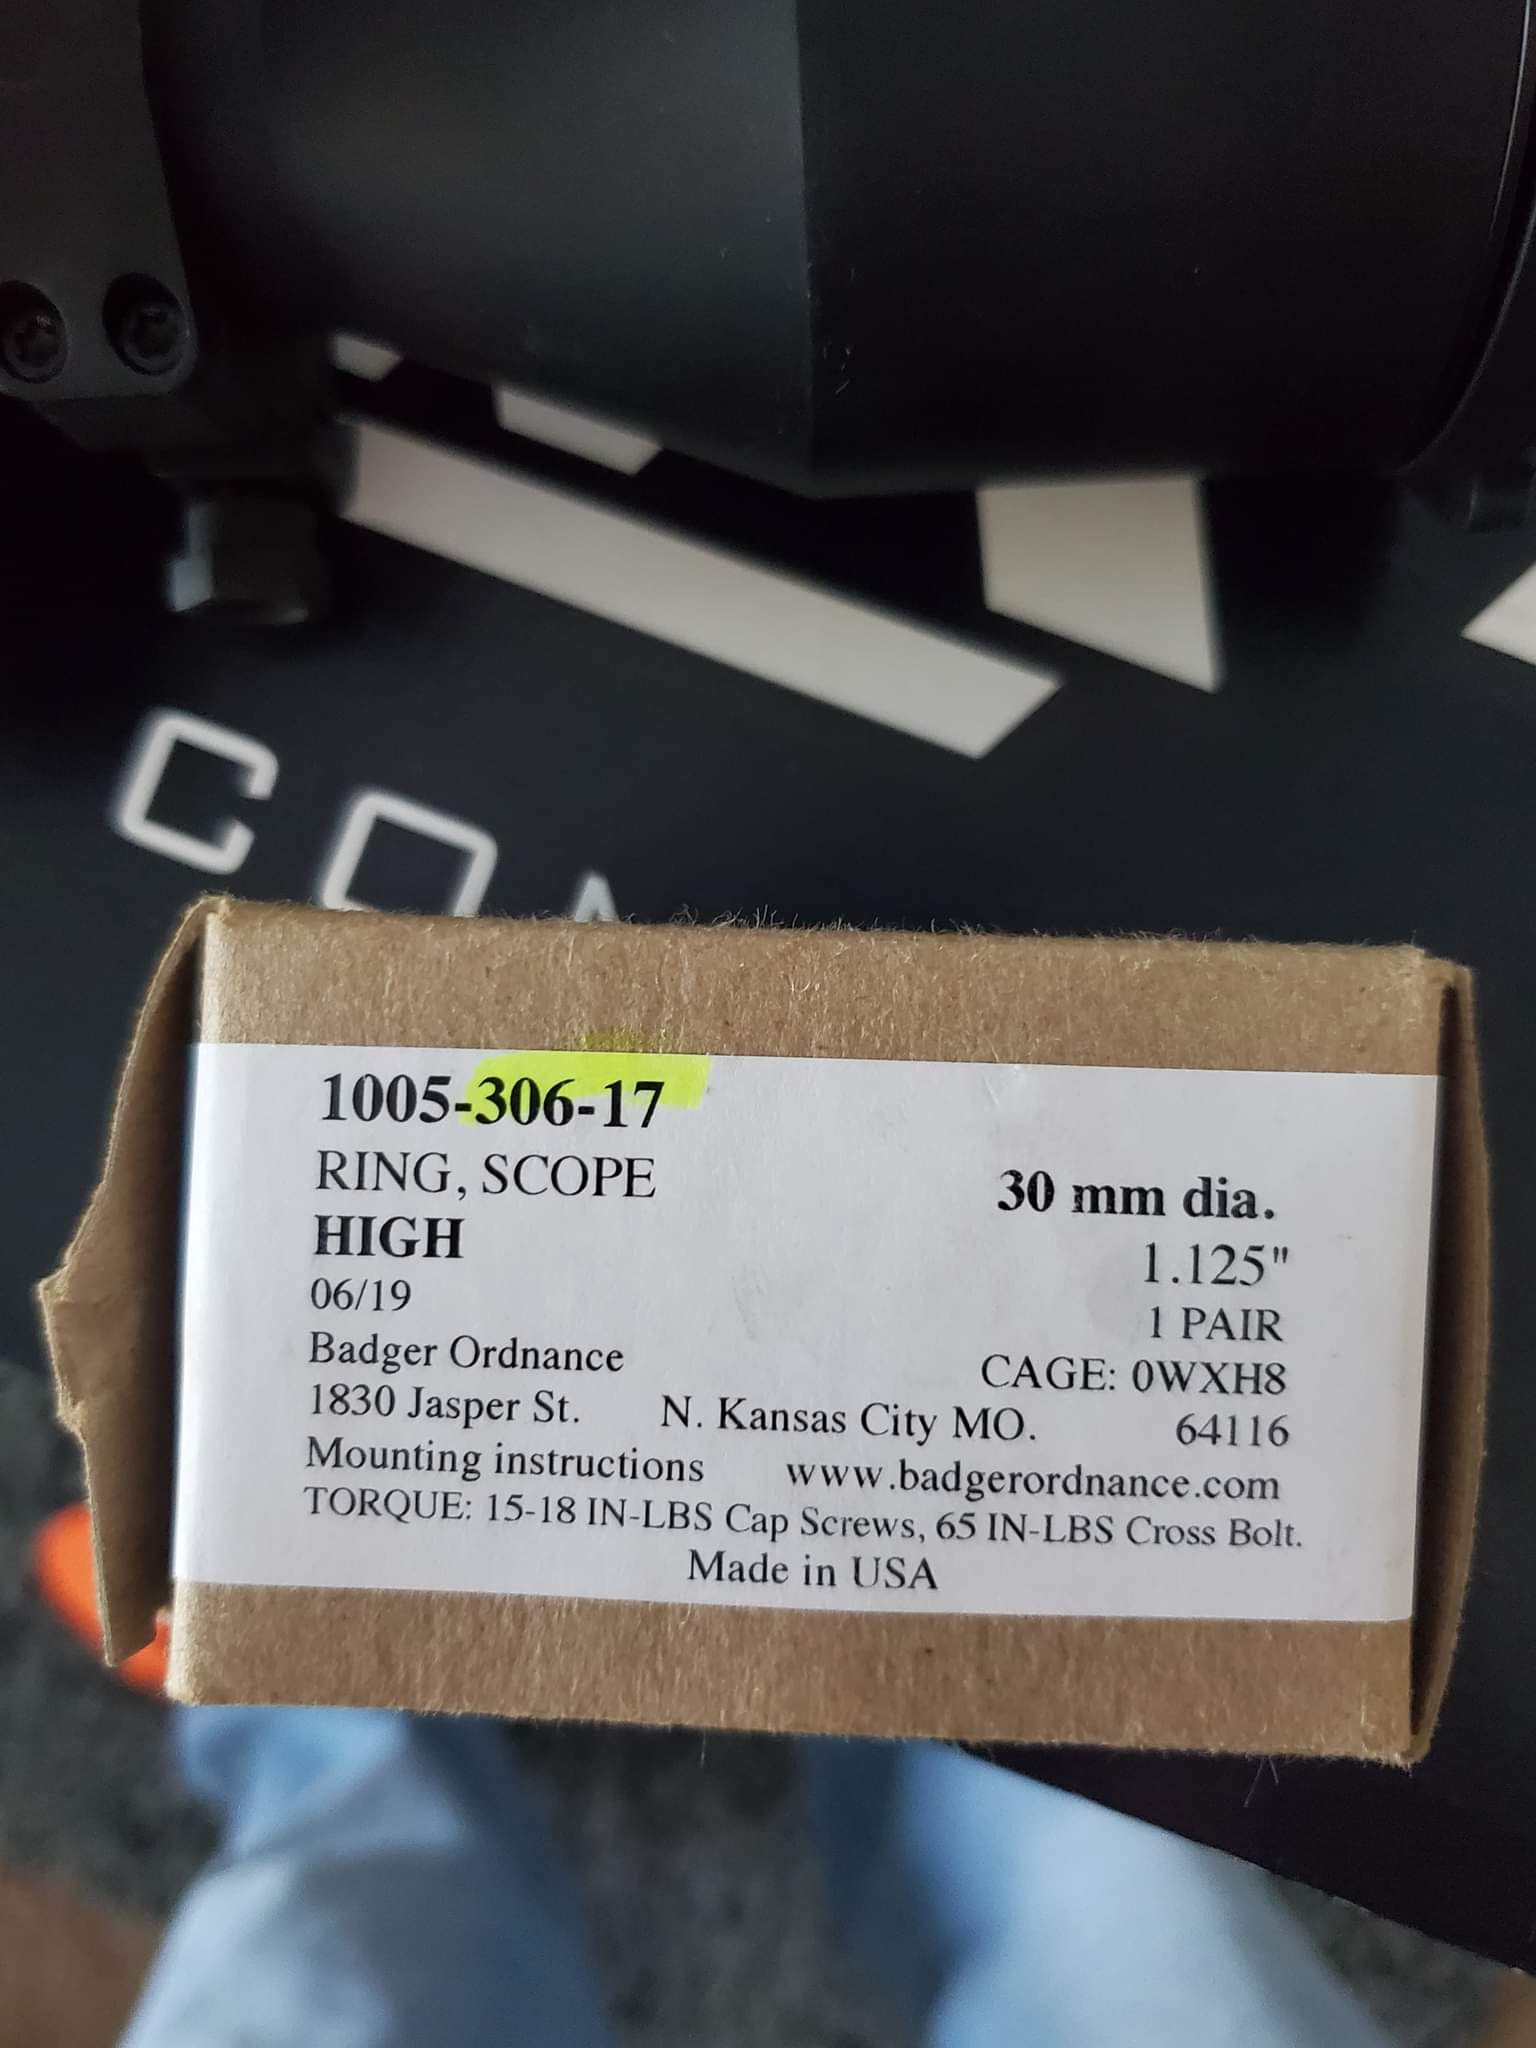 CO
1005-306-17
RING, SCOPE
30 mm dia.
HIGH
1.125"
06/19
1 PAIR
Badger Ordnance
CAGE: 0WXH8
1830 Jasper St. N. Kansas City MO. 64116
Mounting instructions www.badgerordnance.com
TORQUE: 15-18 IN-LBS Cap Screws, 65 IN-LBS Cross Bolt.
Made in USA